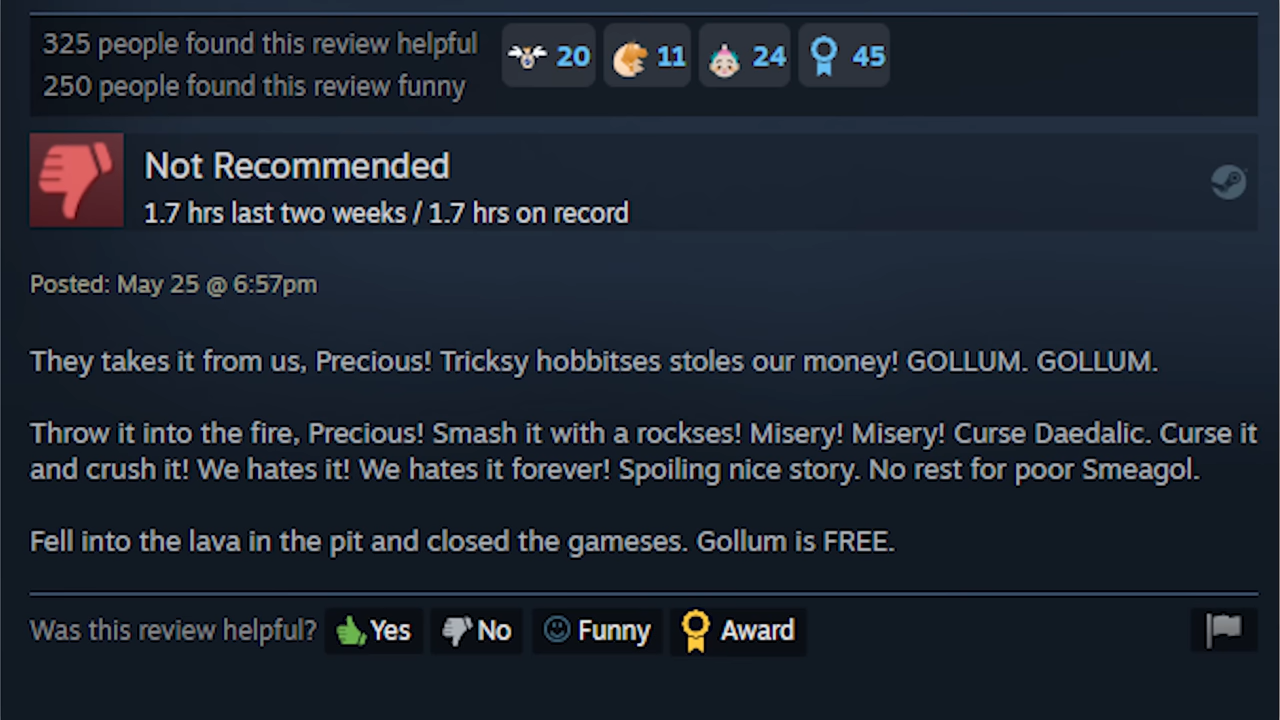 325 people found this review helpful
250 people found this review funny
20 11 24 45
Not Recommended
1.7 hrs last two weeks / 1.7 hrs on record
Posted: May 25 @ 6:57pm
They takes it from us, Precious! Tricksy hobbitses stoles our money! GOLLUM. GOLLUM.
Throw it into the fire, Precious! Smash it with a rockses! Misery! Misery! Curse Daedalic. Curse it
and crush it! We hates it! We hates it forever! Spoiling nice story. No rest for poor Smeagol.
Fell into the lava in the pit and closed the gameses. Gollum is FREE.
Was this review helpful? Yes No Funny Award